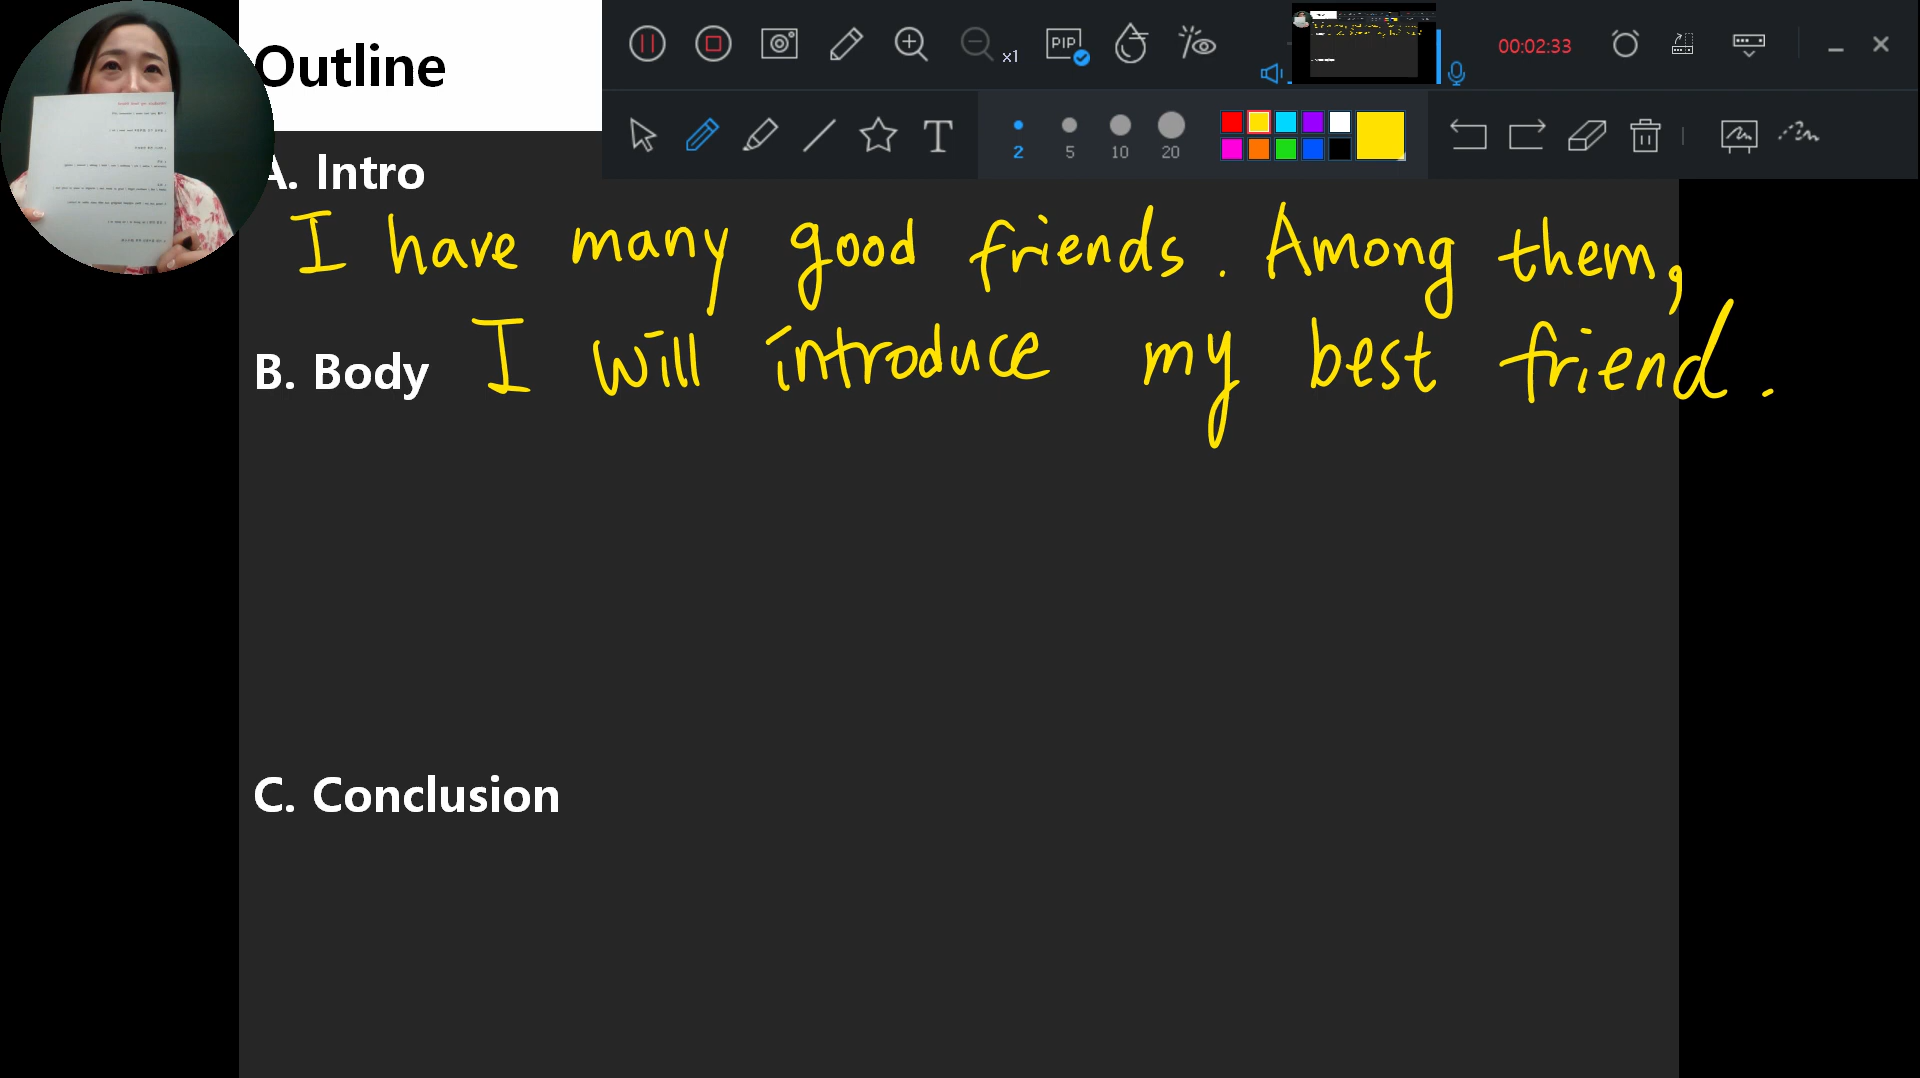 Outline
x1
PIP
00:02:33
T
2 5 10 20
A. Intro
I have many good friends. Among them,
B. Body I will introduce my best friend.
C. Conclusion